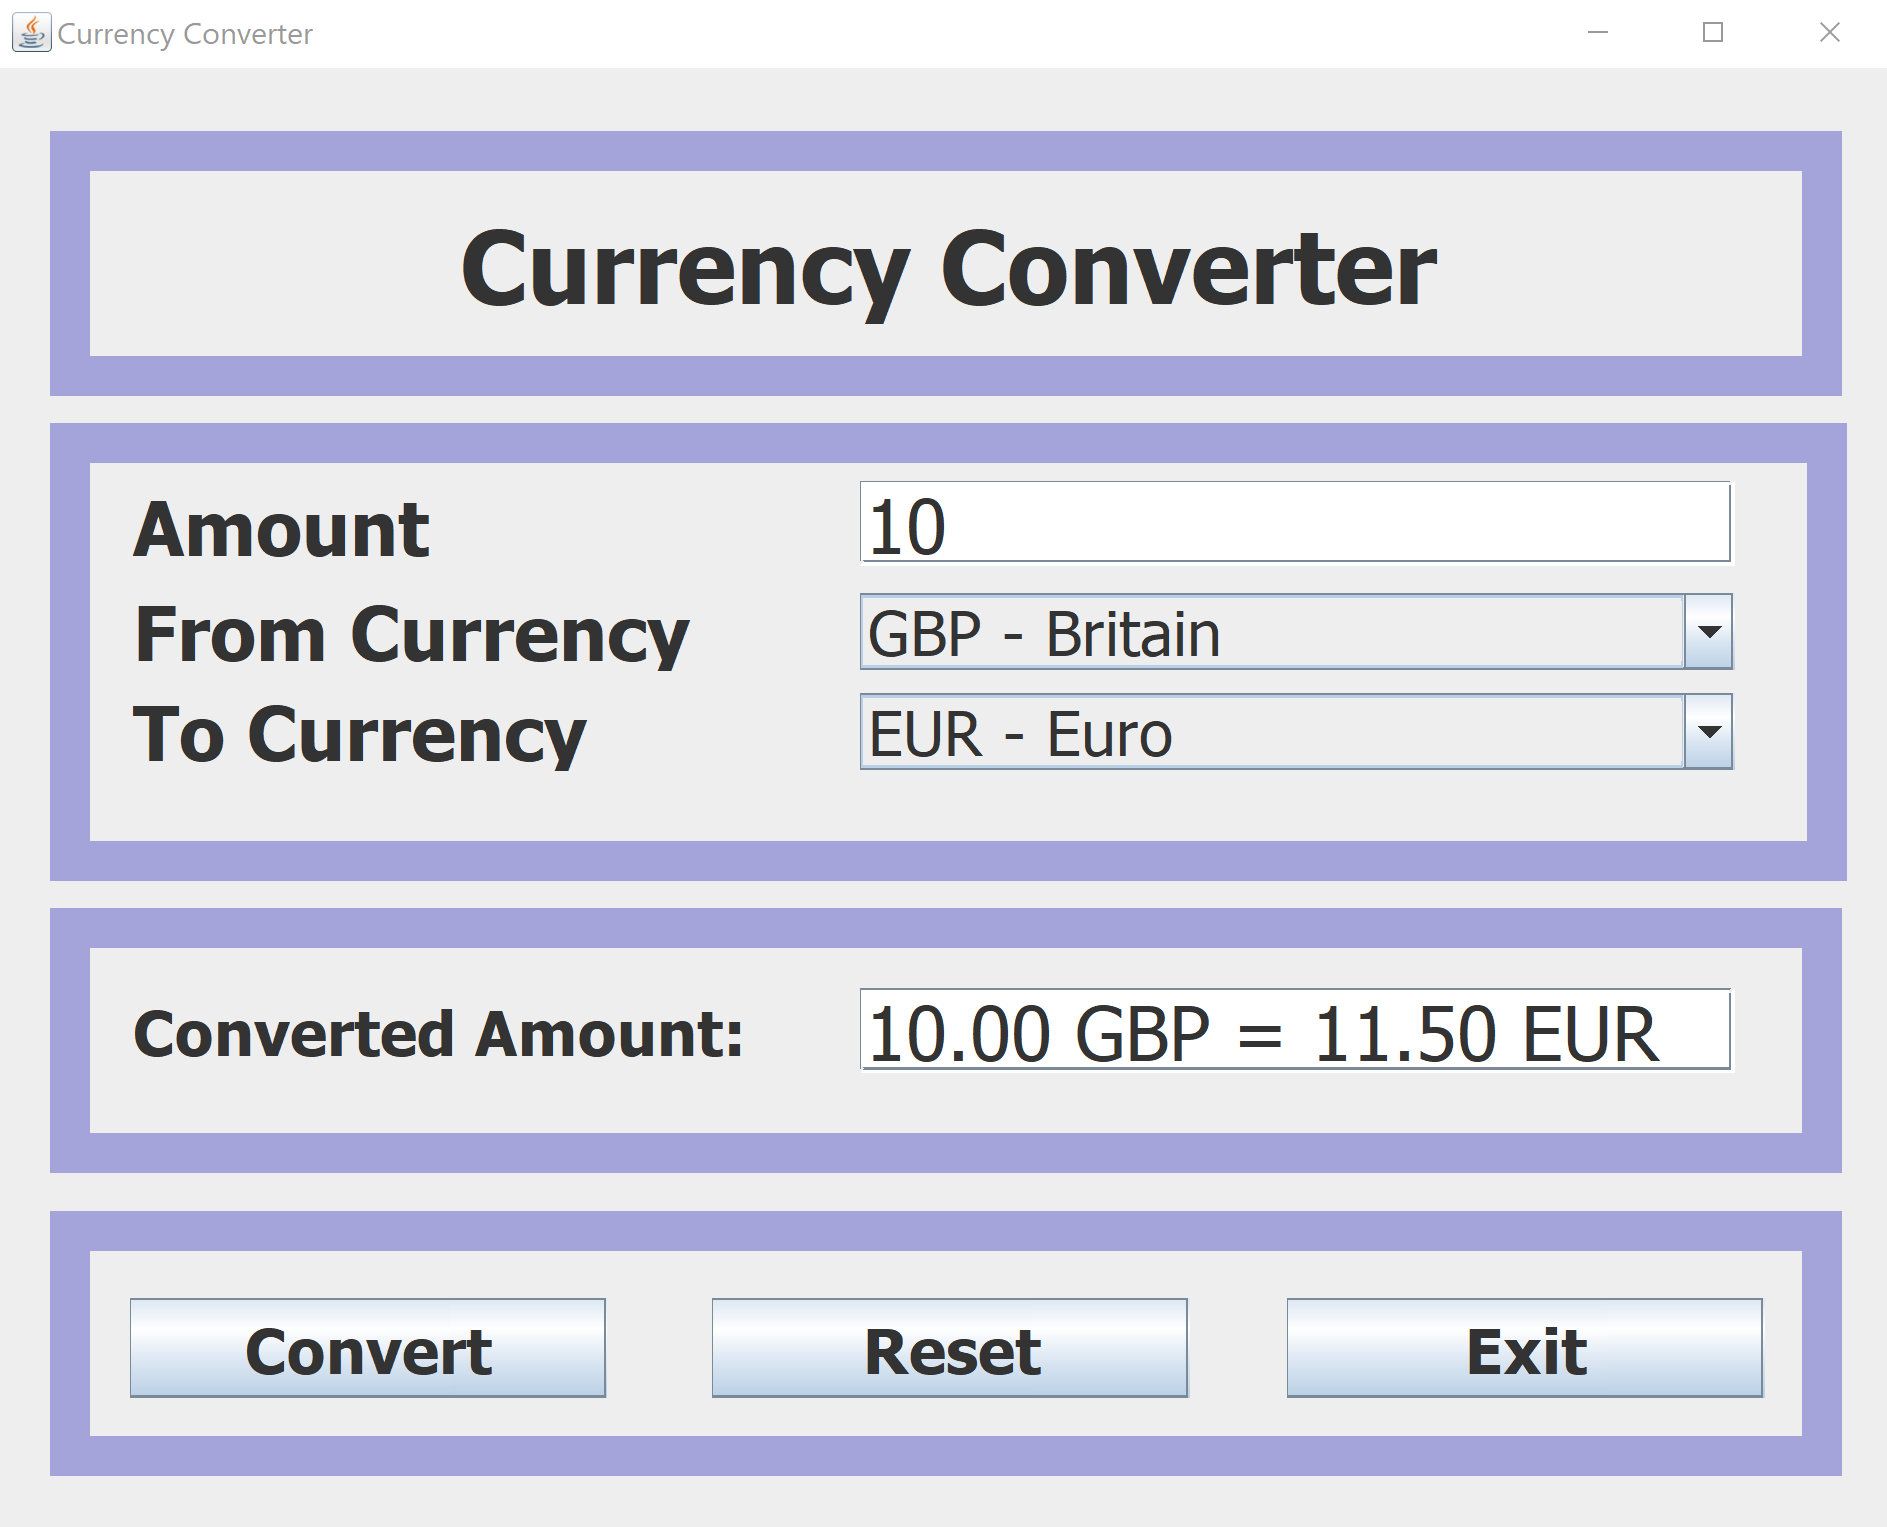 Currency Converter
Currency Converter
Amount
10
From Currency
GBP - Britain
To Currency
EUR - Euro
Converted Amount:
10.00 GBP = 11.50 EUR
Convert
Reset
Exit